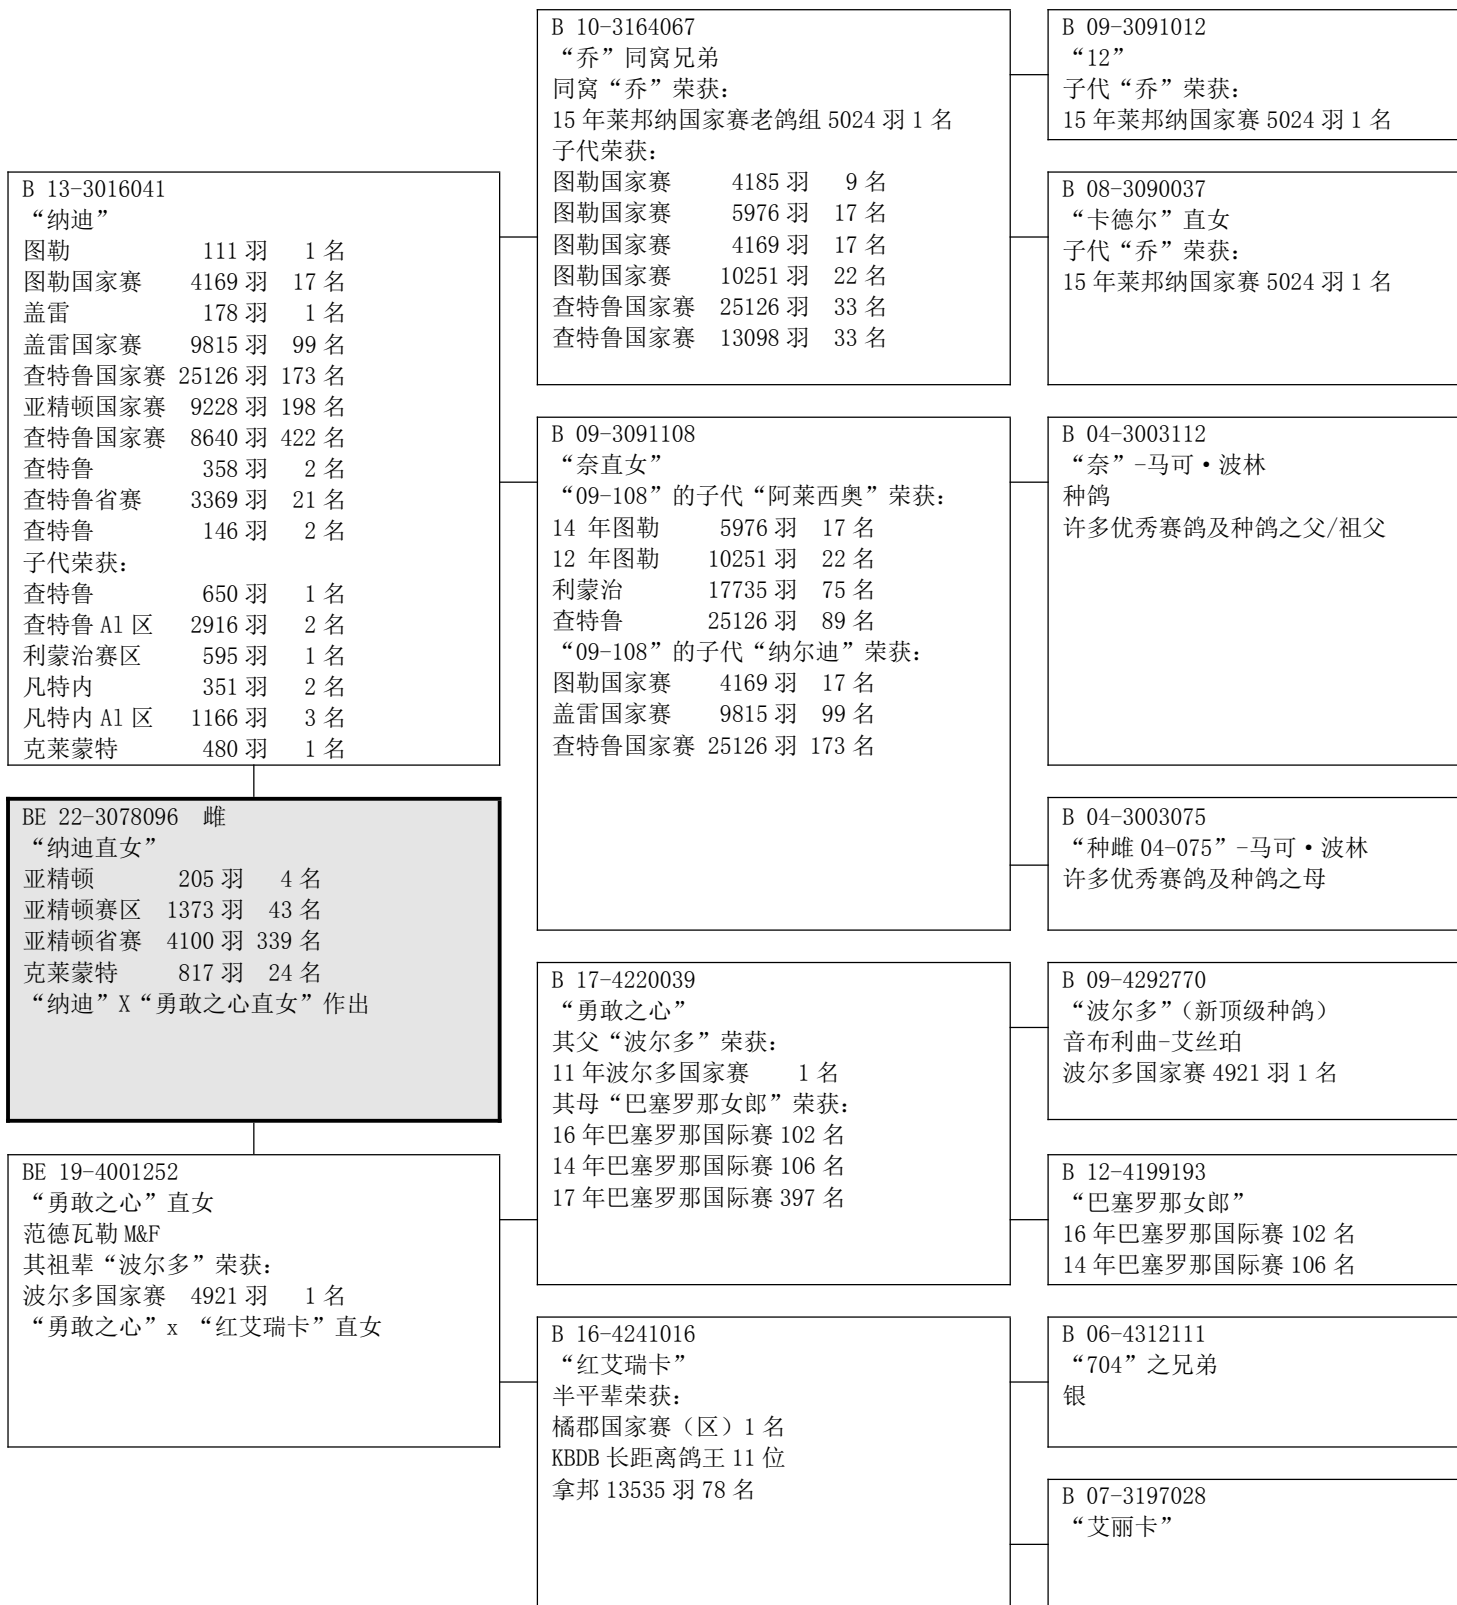 B 13-3016041
“纳迪”
图勒 111 羽 1 名
图勒国家赛 4169 羽 17 名
盖雷 178 羽 1 名
盖雷国家赛 9815 羽 99 名
查特鲁国家赛 25126 羽 173 名
亚精顿国家赛 9228 羽 198 名
查特鲁国家赛 8640 羽 422 名
查特鲁 358 羽 2 名
查特鲁省赛 3369 羽 21 名
查特鲁 146 羽 2 名
子代荣获：
查特鲁 650 羽 1 名
查特鲁 A1 区 2916 羽 2 名
利蒙治赛区 595 羽 1 名
凡特内 351 羽 2 名
凡特内 A1 区 1166 羽 3 名
克莱蒙特 480 羽 1 名
BE 22-3078096 雌
“纳迪直女”
亚精顿 205 羽 4 名
亚精顿赛区 1373 羽 43 名
亚精顿省赛 4100 羽 339 名
克莱蒙特 817 羽 24 名
“纳迪”X“勇敢之心直女”作出
BE 19-4001252
“勇敢之心”直女
范德瓦勒 M&F
其祖辈“波尔多”荣获：
波尔多国家赛 4921 羽 1 名
“勇敢之心”x “红艾瑞卡”直女
B 10-3164067
“乔”同窝兄弟
同窝“乔”荣获：
15 年莱邦纳国家赛老鸽组 5024 羽 1 名
子代荣获：
图勒国家赛 4185 羽 9 名
图勒国家赛 5976 羽 17 名
图勒国家赛 4169 羽 17 名
图勒国家赛 10251 羽 22 名
查特鲁国家赛 25126 羽 33 名
查特鲁国家赛 13098 羽 33 名
B 09-3091108
“奈直女”
“09-108”的子代“阿莱西奥”荣获：
14 年图勒 5976 羽 17 名
12 年图勒 10251 羽 22 名
利蒙治 17735 羽 75 名
查特鲁 25126 羽 89 名
“09-108”的子代“纳尔迪”荣获：
图勒国家赛 4169 羽 17 名
盖雷国家赛 9815 羽 99 名
查特鲁国家赛 25126 羽 173 名
B 17-4220039
“勇敢之心”
其父“波尔多”荣获：
11 年波尔多国家赛 1 名
其母“巴塞罗那女郎”荣获：
16 年巴塞罗那国际赛 102 名
14 年巴塞罗那国际赛 106 名
17 年巴塞罗那国际赛 397 名
B 16-4241016
“红艾瑞卡”
半平辈荣获：
橘郡国家赛（区）1 名
KBDB 长距离鸽王 11 位
拿邦 13535 羽 78 名
B 09-3091012
“12”
子代“乔”荣获：
15 年莱邦纳国家赛 5024 羽 1 名
B 08-3090037
“卡德尔”直女
子代“乔”荣获：
15 年莱邦纳国家赛 5024 羽 1 名
B 04-3003112
“奈”-马可·波林
种鸽
许多优秀赛鸽及种鸽之父/祖父
B 04-3003075
“种雌 04-075”-马可·波林
许多优秀赛鸽及种鸽之母
B 09-4292770
“波尔多”（新顶级种鸽）
音布利曲-艾丝珀
波尔多国家赛 4921 羽 1 名
B 12-4199193
“巴塞罗那女郎”
16 年巴塞罗那国际赛 102 名
14 年巴塞罗那国际赛 106 名
B 06-4312111
“704”之兄弟
银
B 07-3197028
“艾丽卡”